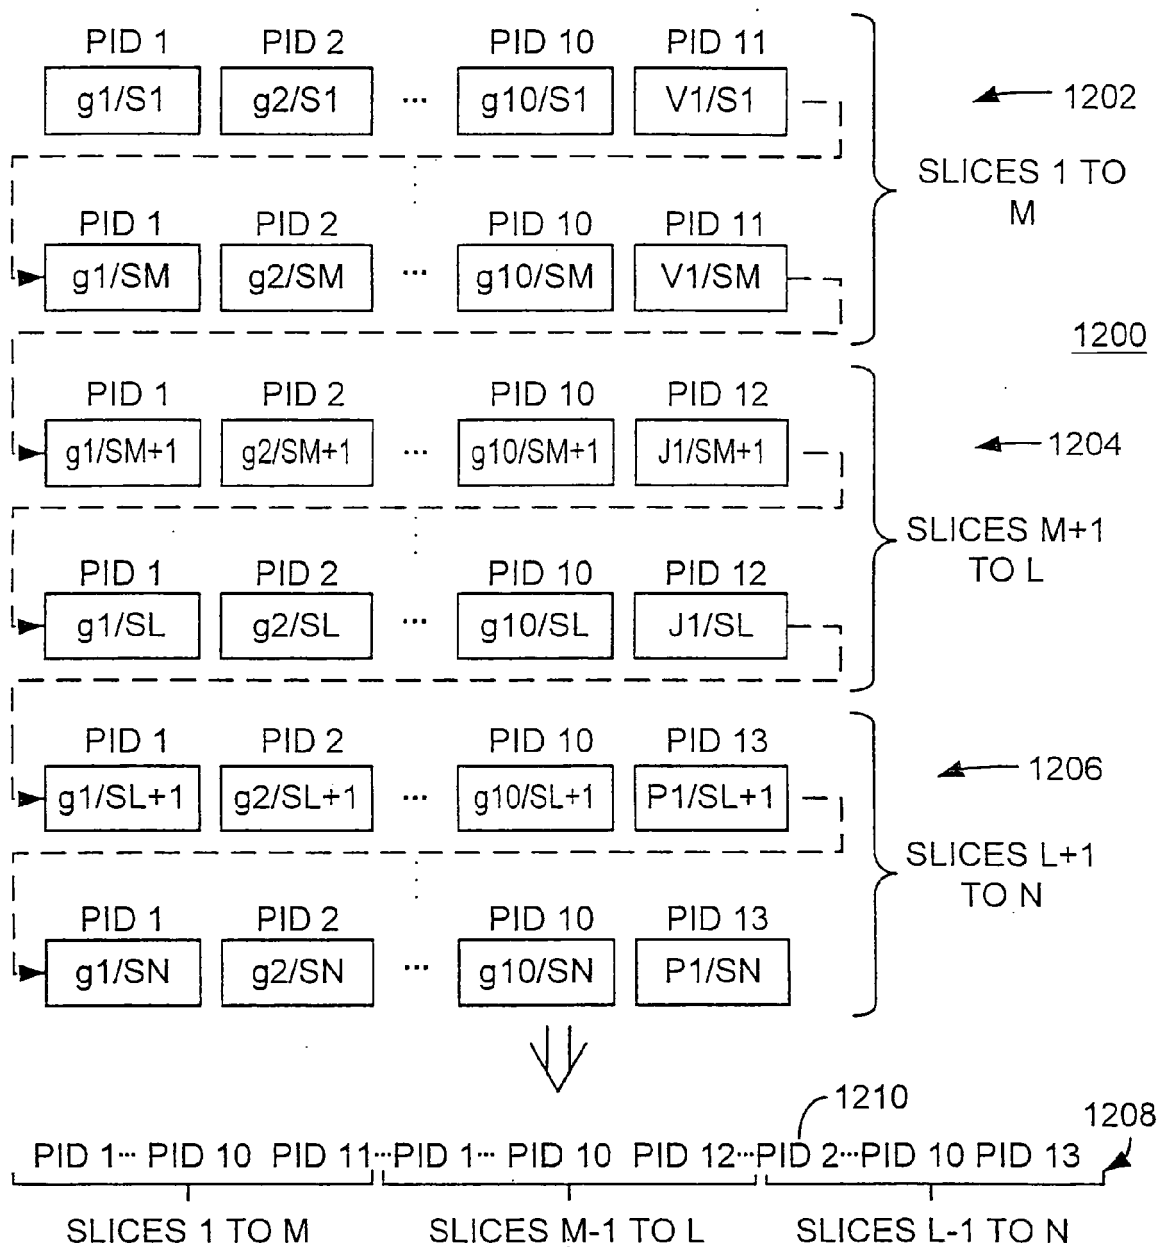 PID 1 PID 2 PID 10 PID 11
g1/S1 g2/S1 ... g10/S1 V1/S1
1202
SLICES 1 TO
M
PID 1 PID 2 PID 10 PID 11
g1/SM g2/SM ... g10/SM V1/SM
1200
PID 1 PID 2 PID 10 PID 12
g1/SM+1 g2/SM+1 ... g10/SM+1 J1/SM+1
1204
SLICES M+1
TO L
PID 1 PID 2 PID 10 PID 12
g1/SL g2/SL ... g10/SL J1/SL
PID 1 PID 2 PID 10 PID 13
g1/SL+1 g2/SL+1 ... g10/SL+1 P1/SL+1
1206
SLICES L+1
TO N
PID 1 PID 2 PID 10 PID 13
g1/SN g2/SN ... g10/SN P1/SN
1210
1208
PID 1... PID 10 PID 11...PID 1... PID 10 PID 12...PID 2...PID 10 PID 13
SLICES 1 TO M SLICES M-1 TO L SLICES L-1 TO N